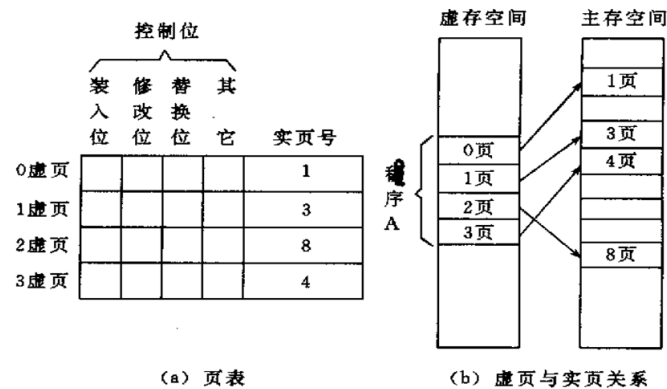 控制位
装入位 修改位 替换位 其它 实页号
0虚页 1
1虚页 3
2虚页 8
3虚页 4
(a) 页表
虚存空间 主存空间
0页
1页
2页
3页
序A
1页
3页
4页
8页
(b) 虚页与实页关系